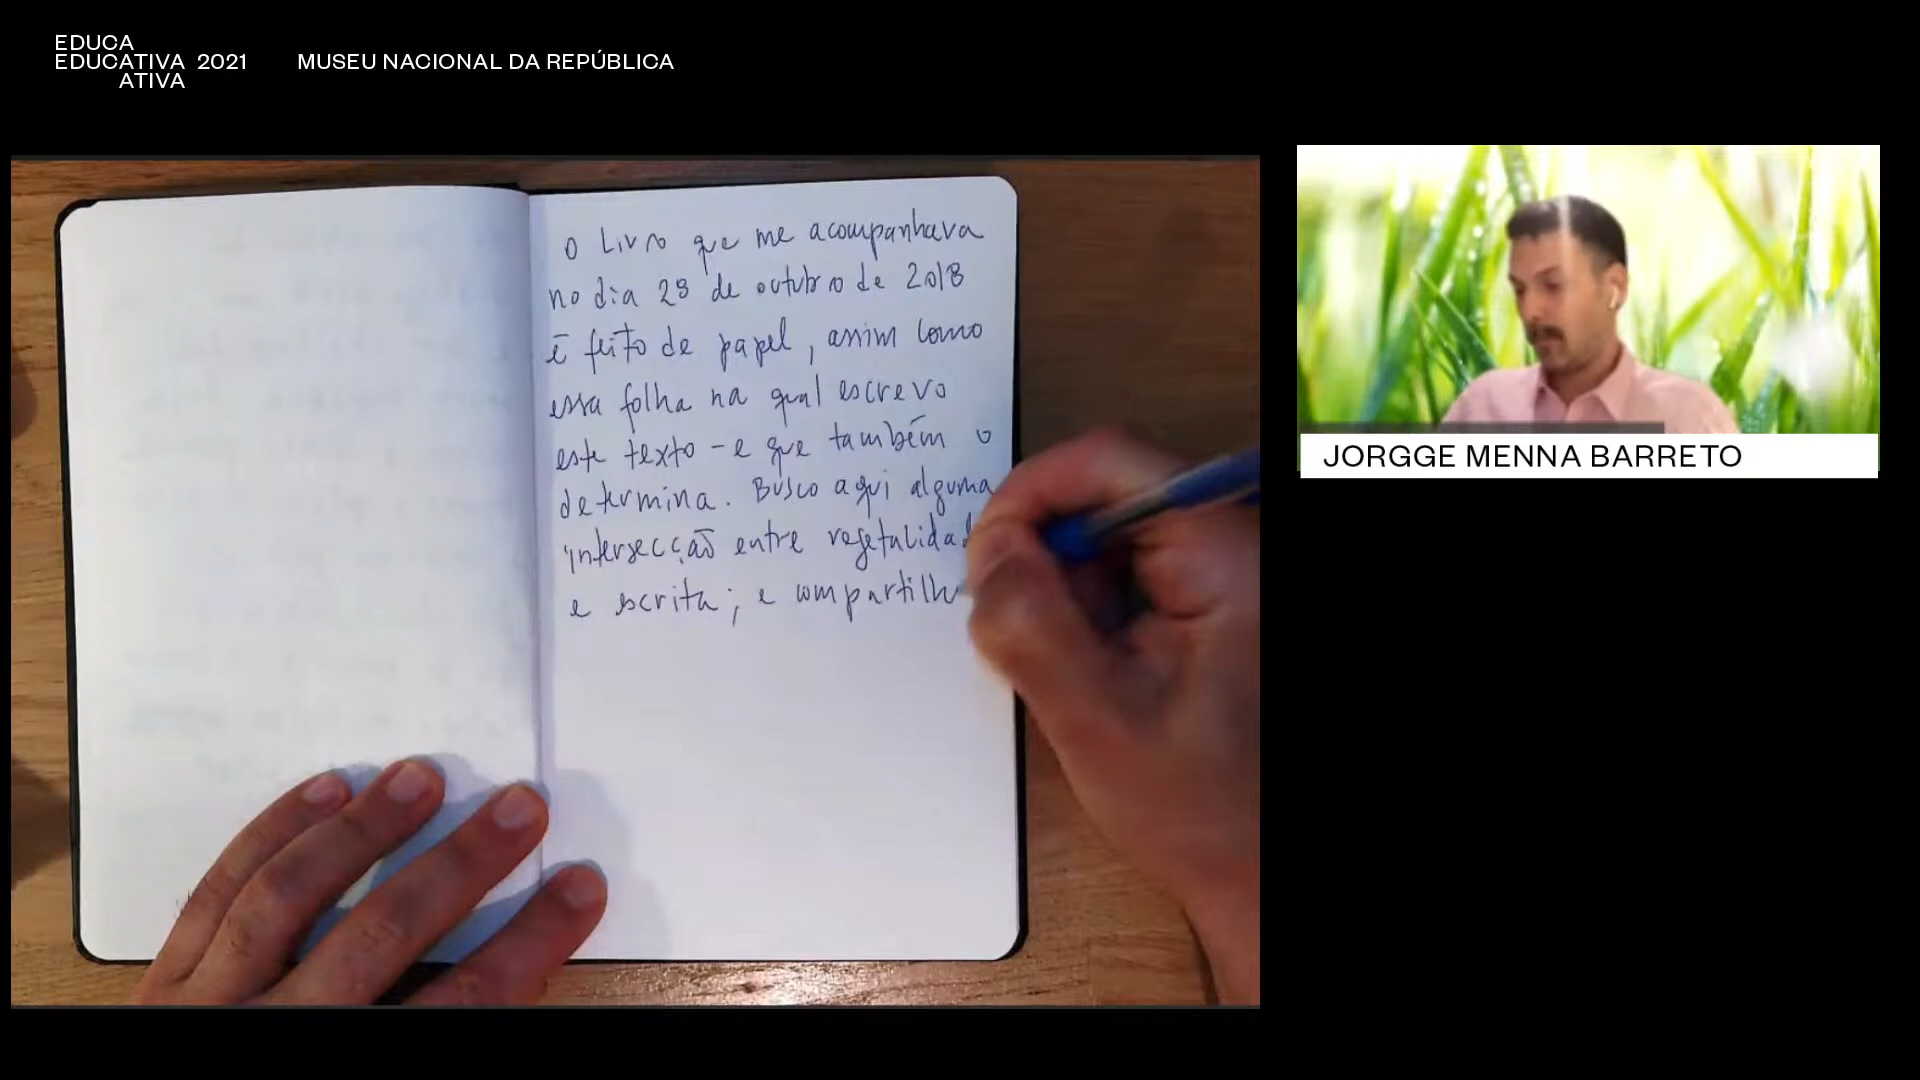 EDUCA
EDUCATIVA 2021
ATIVA
MUSEU NACIONAL DA REPÚBLICA
O Livro que me acompanhava
no dia 28 de outubro de 2018
é feito de papel, assim como
essa folha na qual escrevo
este texto - e que também o
determina. Busco aqui alguma
intersecção entre vegetalidad
e escrita; e compartilh
JORGGE MENNA BARRETO